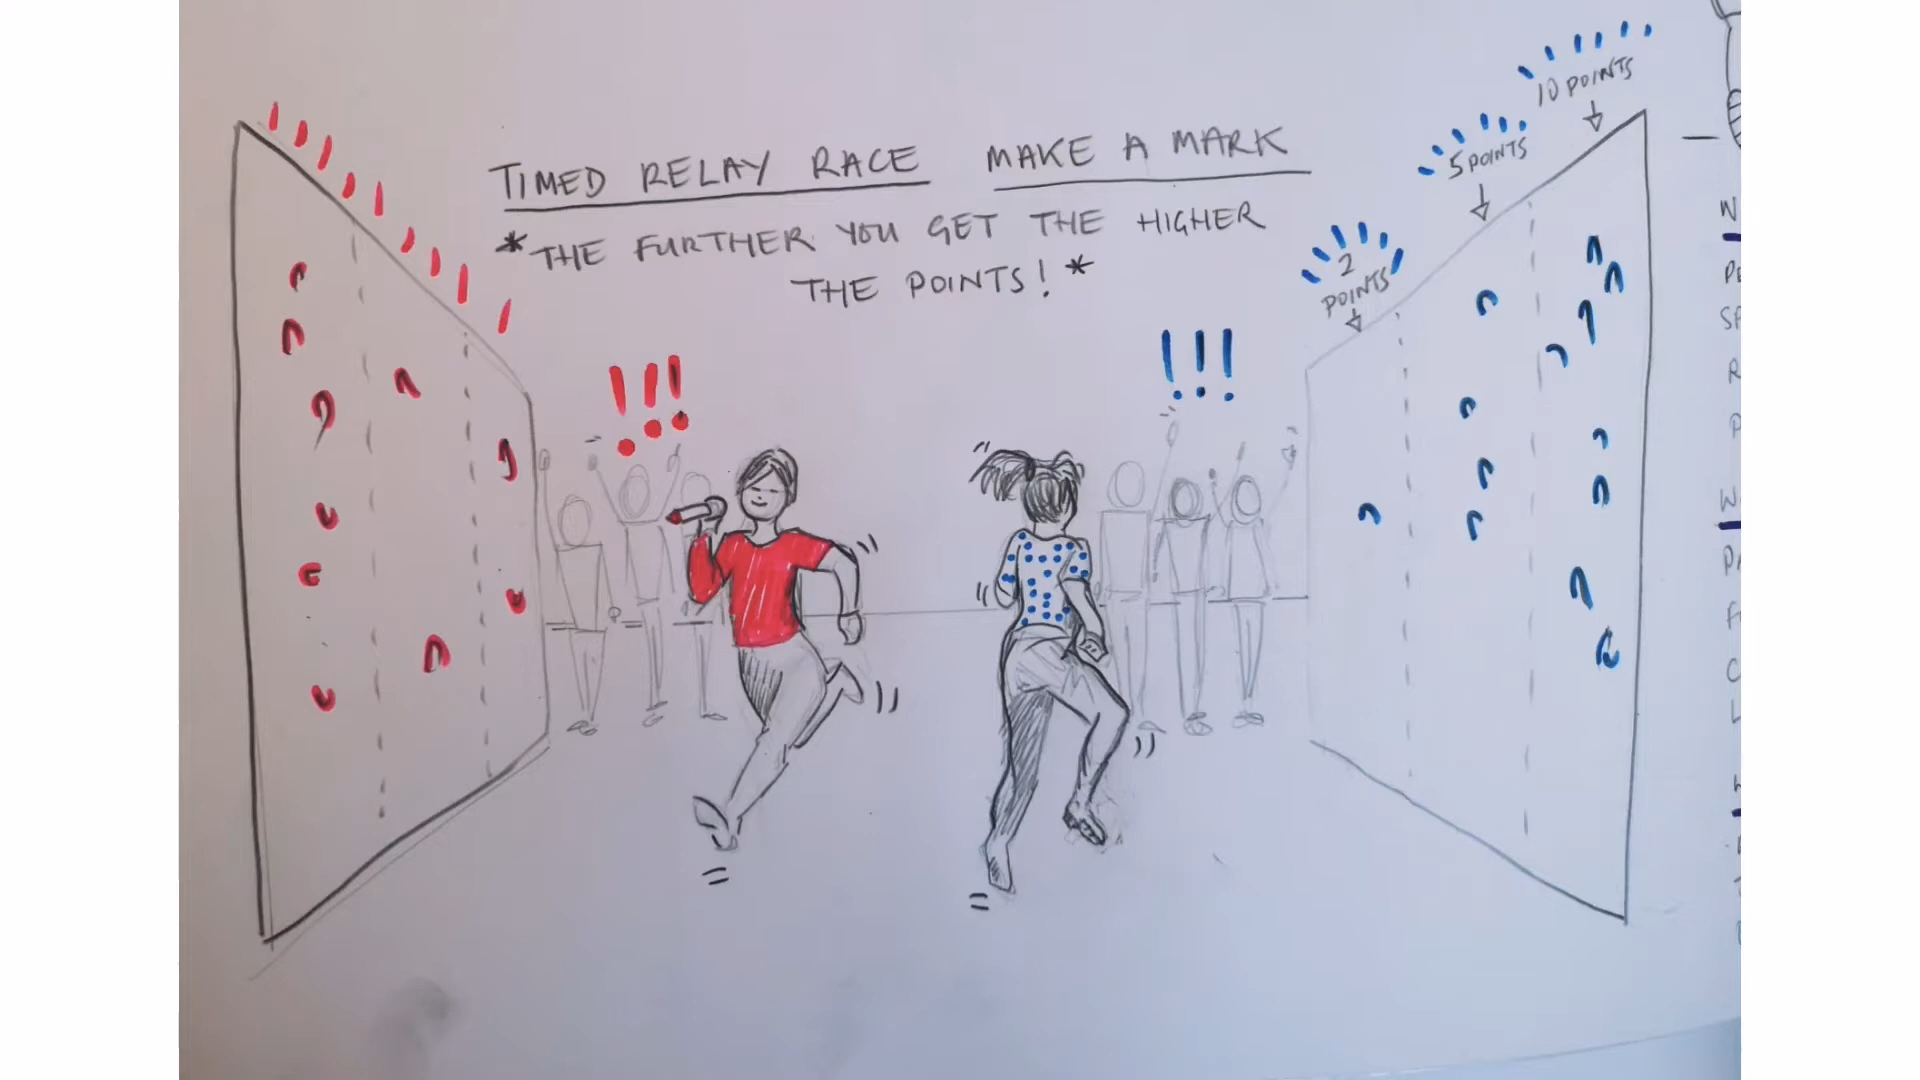 TIMED RELAY RACE MAKE A MARK
*THE FURTHER YOU GET THE HIGHER
THE POINTS! *
!!!
!!!
2
POINTS
5 POINTS
10 POINTS